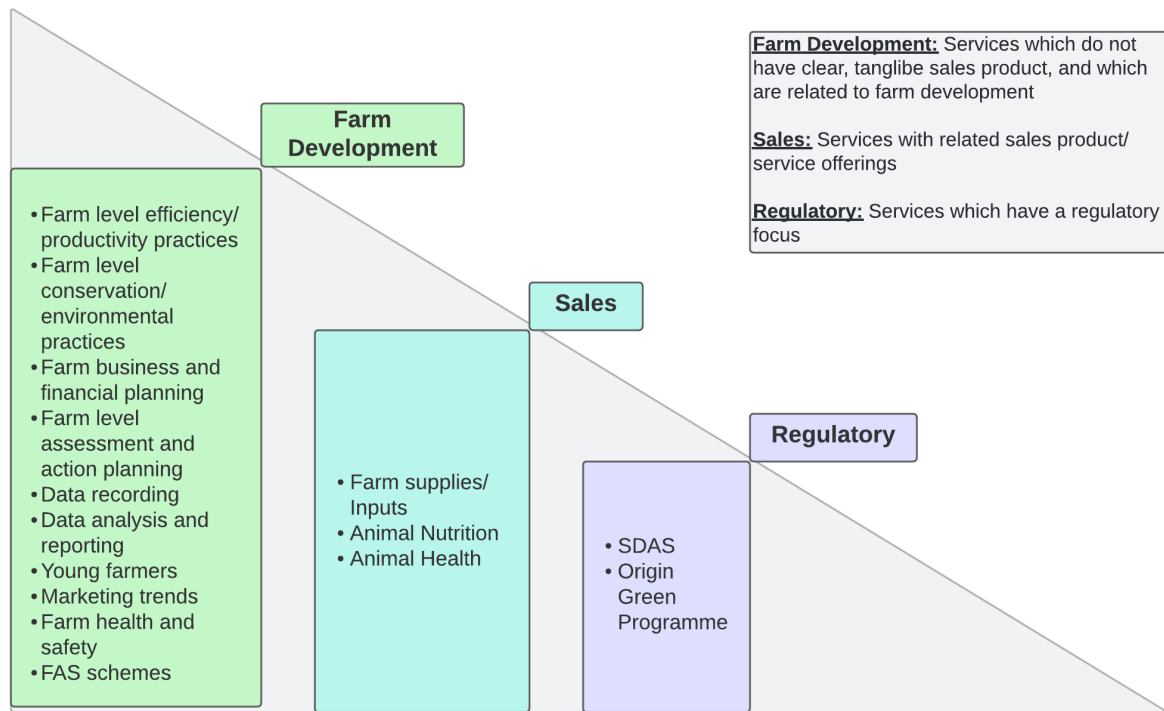 Farm
Development
• Farm level efficiency/
productivity practices
• Farm level
conservation/
environmental
practices
• Farm business and
financial planning
• Farm level
assessment and
action planning
• Data recording
• Data analysis and
reporting
• Young farmers
• Marketing trends
• Farm health and
safety
• FAS schemes
Sales
• Farm supplies/
Inputs
• Animal Nutrition
• Animal Health
Regulatory
• SDAS
• Origin
Green
Programme
Farm Development: Services which do not
have clear, tanglibe sales product, and which
are related to farm development
Sales: Services with related sales product/
service offerings
Regulatory: Services which have a regulatory
focus